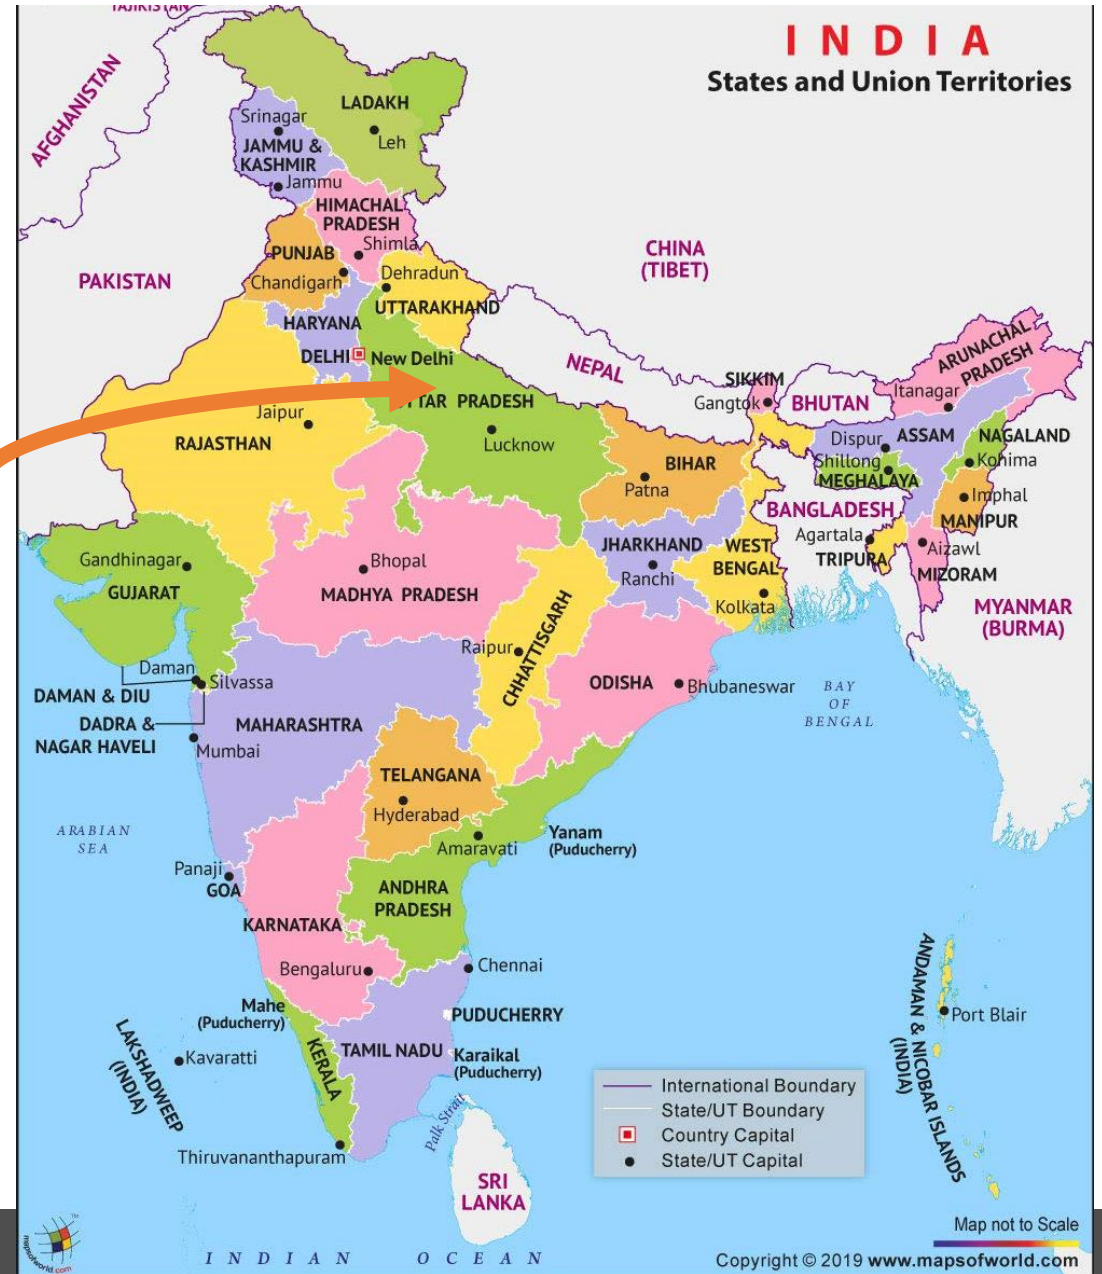 INDIA
States and Union Territories
AFGHANISTAN
LADAKH
Leh
Srinagar
JAMMU &
KASHMIR
Jammu
HIMACHAL
PRADESH
Shimla
PUNJAB
Chandigarh
PAKISTAN
CHINA
(TIBET)
Dehradun
UTTARAKHAND
HARYANA
DELHI
New Delhi
NEPAL
SIKKIM
Gangtok
BHUTAN
ARUNACHAL
PRADESH
Itanagar
PRADESH
Lucknow
Jaipur
RAJASTHAN
BIHAR
Patna
Dispur
ASSAM
NAGALAND
Kohima
Shillong
MEGHALAYA
Imphal
MANIPUR
BANGLADESH
Agartala
TRIPURA
Aizawl
MIZORAM
MYANMAR
(BURMA)
Gandhinagar
GUJARAT
Bhopal
MADHYA PRADESH
JHARKHAND
Ranchi
WEST
BENGAL
Kolkata
Raipur
CHHATTISGARH
ODISHA
Bhubaneswar
BAY
OF
BENGAL
Daman
Silvassa
DAMAN & DIU
DADRA &
NAGAR HAVELI
MAHARASHTRA
Mumbai
TELANGANA
Hyderabad
ARABIAN
SEA
Amaravati
Yanam
(Puducherry)
Panaji
GOA
ANDHRA
PRADESH
KARNATAKA
Bengaluru
Chennai
Mahe
(Puducherry)
PUDUCHERRY
LAKSHADWEEP
(INDIA)
Kavaratti
KERALA
TAMIL NADU
Karaikal
(Puducherry)
ANDAMAN & NICOBAR ISLANDS
(INDIA)
Port Blair
Thiruvananthapuram
Palk Strait
SRI
LANKA
International Boundary
State/UT Boundary
Country Capital
State/UT Capital
INDIAN OCEAN
Map not to Scale
Copyright © 2019 www.mapsofworld.com
mapsofworld.com